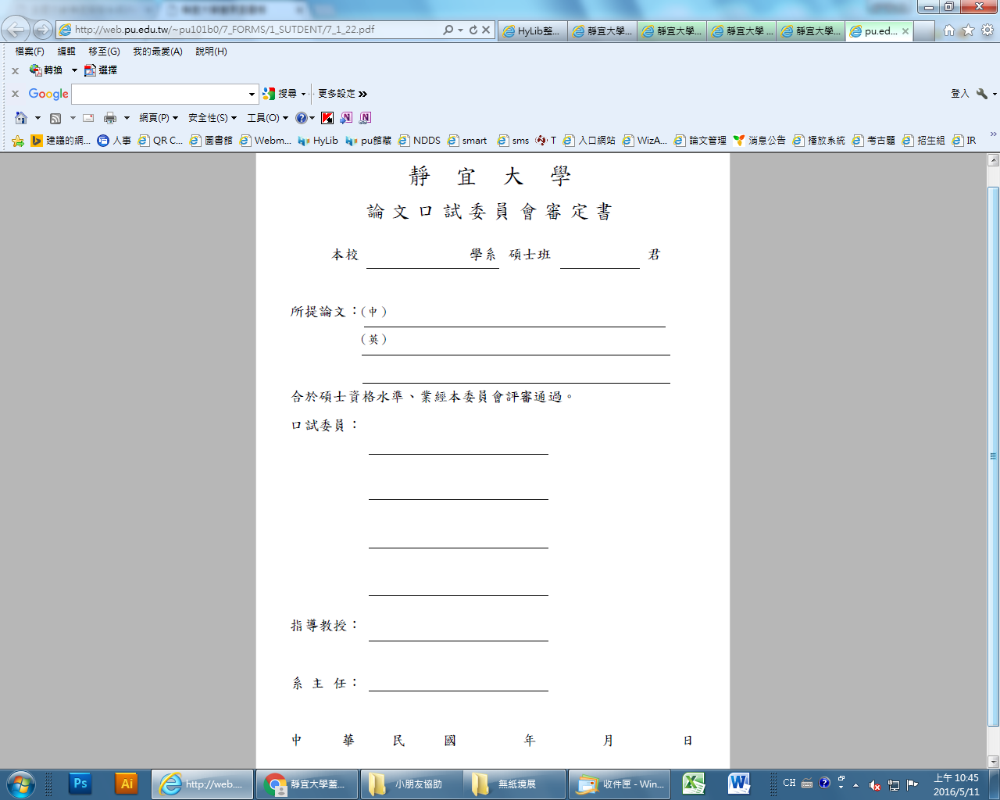 http://web.pu.edu.tw/~pu101b0/7_FORMS/1_SUTDENT/7_1_22.pdf
HyLib整...
靜宜大學...
靜宜大學...
靜宜大學 ...
靜宜大學...
pu.ed...
檔案(F) 編輯 移至(G) 我的最愛(A) 說明(H)
x 轉換 選擇
x Google 搜尋 更多設定 » 登入
網頁(P) 安全性(S) 工具(O)
建議的網... 人事 QR C... 圖書館 Webm... HyLib pu館藏 NDDS smart sms T 入口網站 WizA... 論文管理 消息公告 播放系統 考古題 招生組 IR »
靜 宜 大 學
論文口試委員會審定書
本校 學系 碩士班 君
所提論文：(中)
(英)
合於碩士資格水準、業經本委員會評審通過。
口試委員：
指導教授：
系 主 任：
中 華 民 國 年 月 日
Ps Ai http://web.... 靜宜大學蓋... 小朋友協助 無紙境展 收件匣 - Win... CH 上午 10:45
2016/5/11